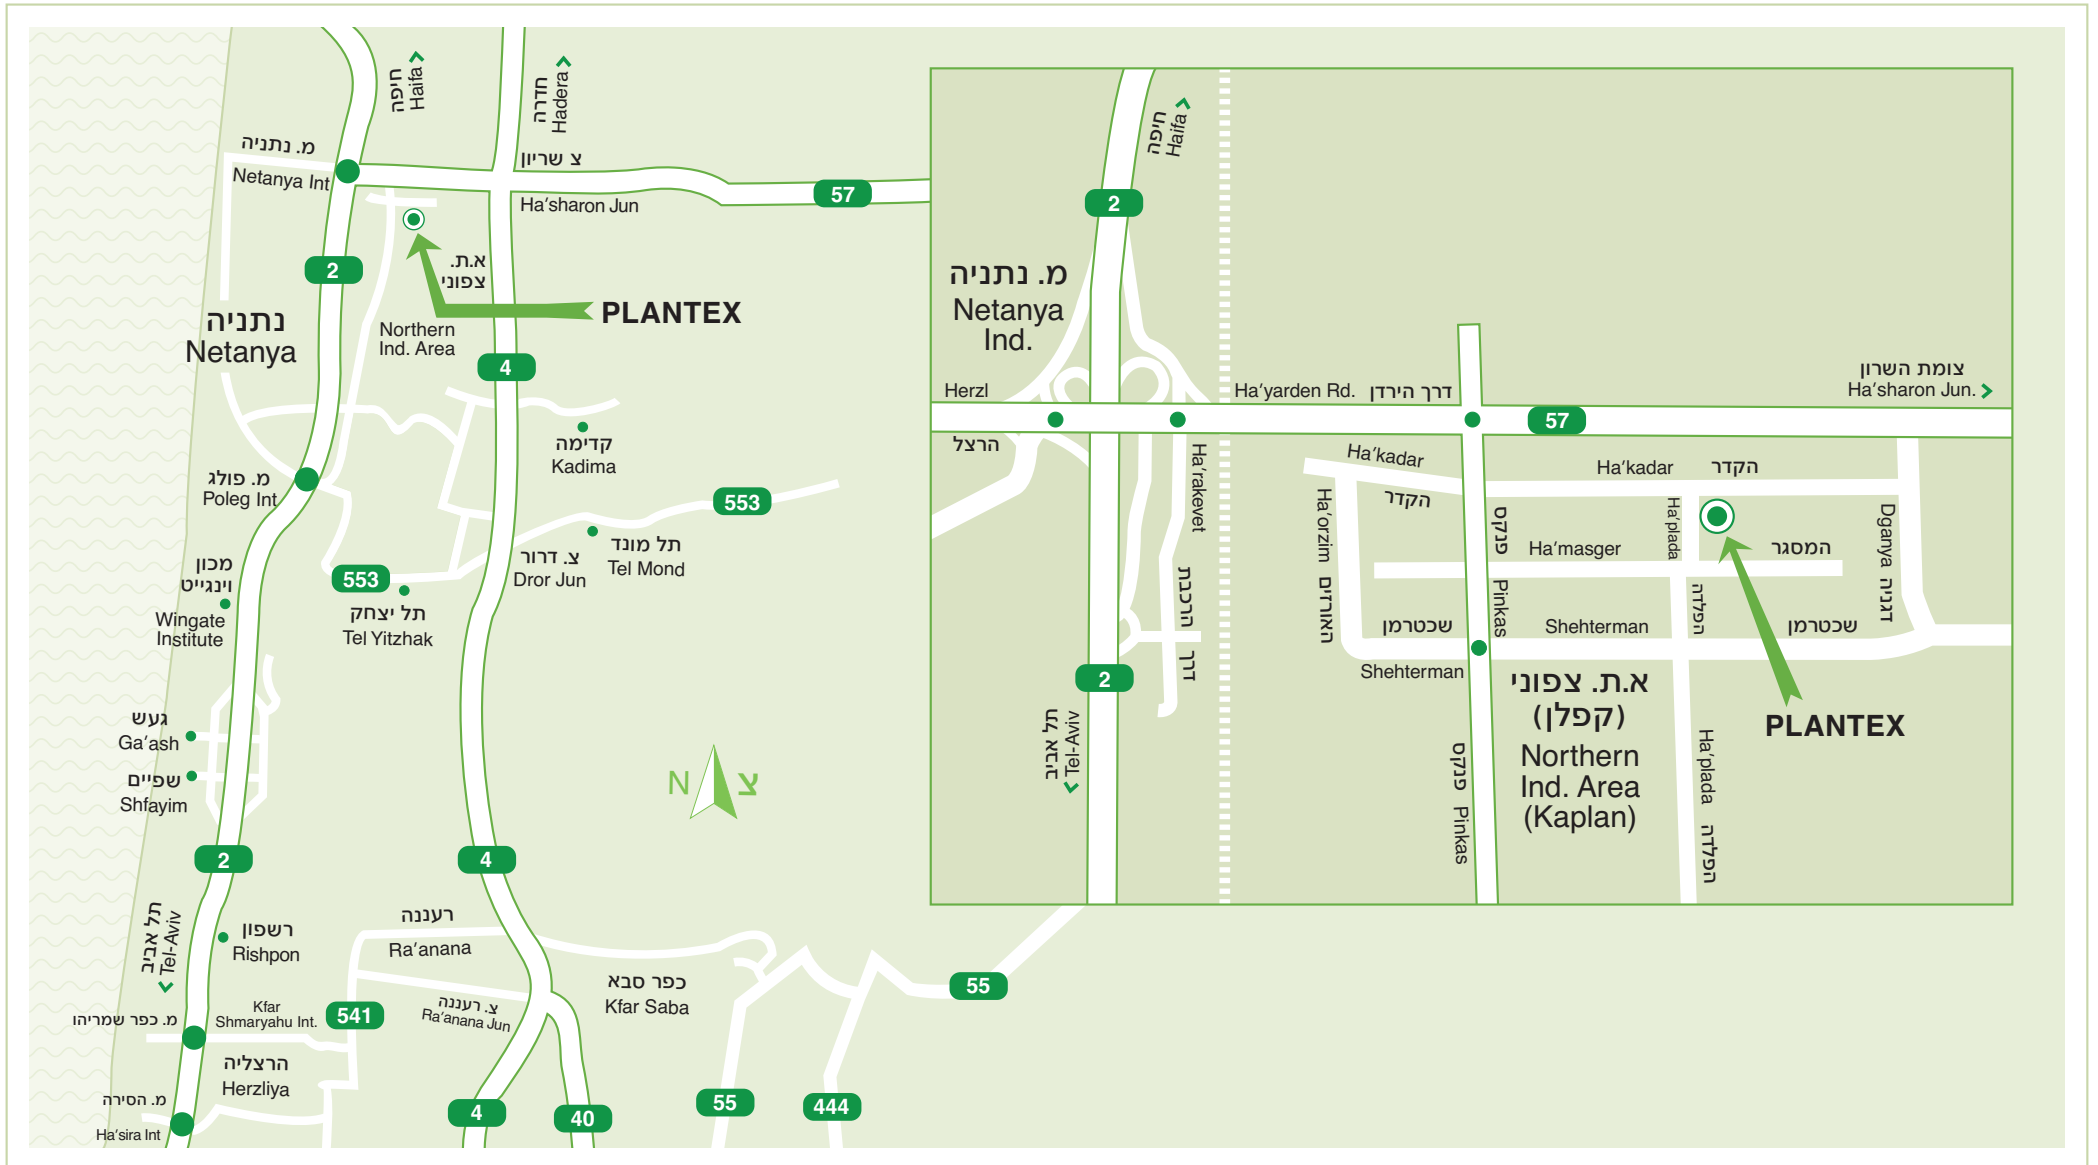 חיפה
Haifa
חדרה
Hadera
מ. נתניה
Netanya Int
צ שריון
Ha'sharon Jun
57
2
א.ת.
צפוני
PLANTEX
נתניה
Netanya
Northern
Ind. Area
4
קדימה
Kadima
מ. פולג
Poleg Int
553
תל מונד
Tel Mond
צ. דרור
Dror Jun
553
תל יצחק
Tel Yitzhak
מכון
וינגייט
Wingate
Institute
געש
Ga'ash
שפיים
Shfayim
N
צ
2
4
תל אביב
Tel-Aviv
רשפון
Rishpon
רעננה
Ra'anana
כפר סבא
Kfar Saba
צ. רעננה
Ra'anana Jun
55
מ. כפר שמריהו
Kfar
Shmaryahu Int.
541
הרצליה
Herzliya
מ. הסירה
Ha'sira Int
4
40
55
444
חיפה
Haifa
2
מ. נתניה
Netanya
Ind.
Herzl
הרצל
Ha'yarden Rd.
דרך הירדן
57
צומת השרון
Ha'sharon Jun.
Ha'rakevet
דרך הרכבת
Ha'kadar
הקדר
Ha'kadar
הקדר
Ha'orzim
האורזים
פנקס
Pinkas
Ha'plada
הפלדה
Ha'masger
המסגר
Dganya
דגניה
שכטרמן
Shehterman
Shehterman
שכטרמן
2
תל אביב
Tel-Aviv
א.ת. צפוני
(קפלן)
Northern
Ind. Area
(Kaplan)
PLANTEX
פנקס
Pinkas
Ha'plada
הפלדה